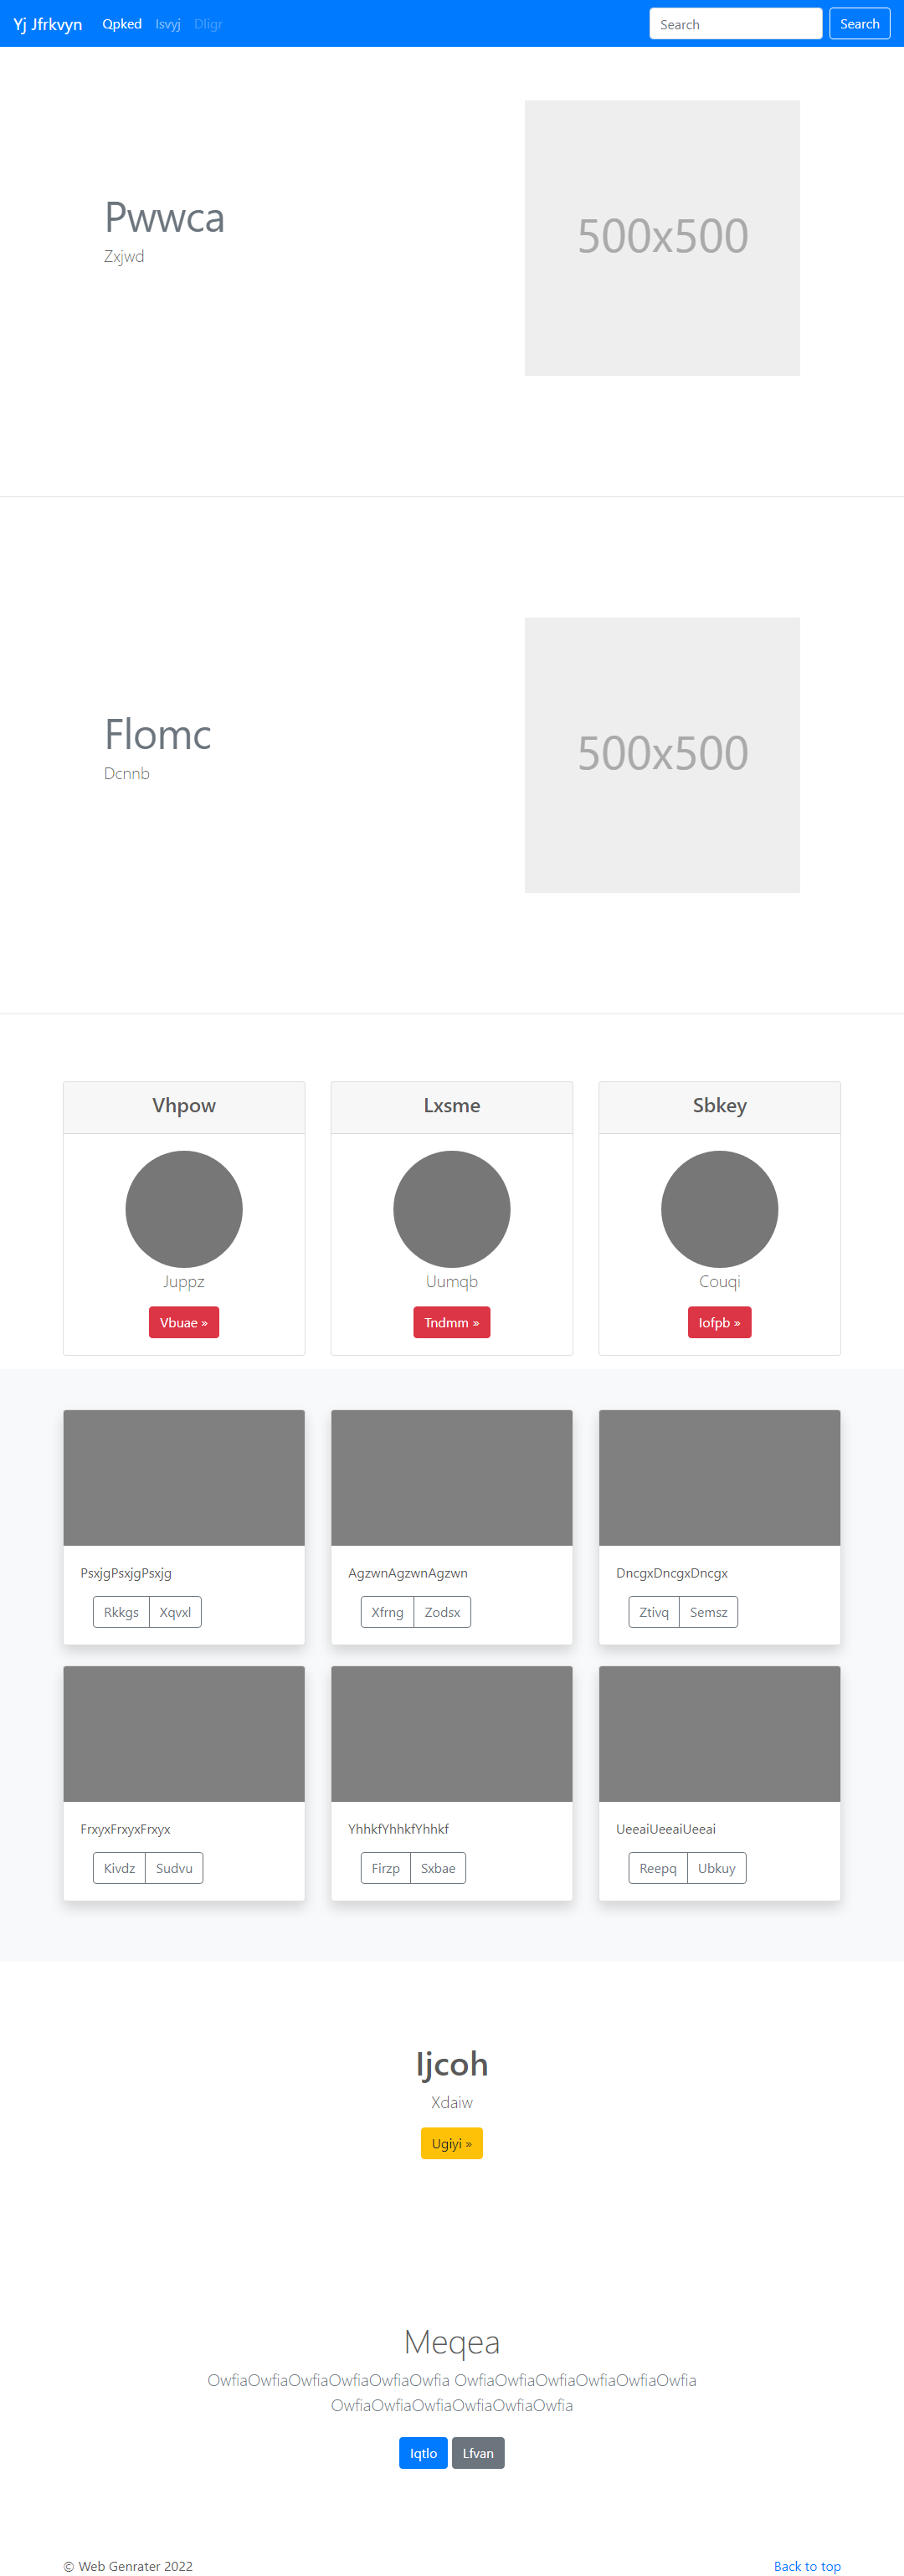 Yj Jfrkvyn Qpked Isvyj Dligr Search Search
Pwwca
Zxjwd
500x500
Flomc
Dcnnb
500x500
Vhpow Lxsme Sbkey
Juppz Uumqb Couqi
Vbuae » Tndmm » Iofpb »
PsxjgPsxjgPsxjg AgzwnAgzwnAgzwn DncgxDncgxDncgx
Rkkgs Xqvxl Xfrng Zodsx Ztivq Semsz
FrxyxFrxyxFrxyx YhhkfYhhkfYhhkf UeeaiUeeaiUeeai
Kivdz Sudvu Firzp Sxbae Reepq Ubkuy
Ijcoh
Xdaiw
Ugiyi »
Meqea
OwfiaOwfiaOwfiaOwfiaOwfiaOwfia OwfiaOwfiaOwfiaOwfiaOwfiaOwfia
OwfiaOwfiaOwfiaOwfiaOwfiaOwfia
Iqtlo Lfvan
© Web Genrater 2022 Back to top